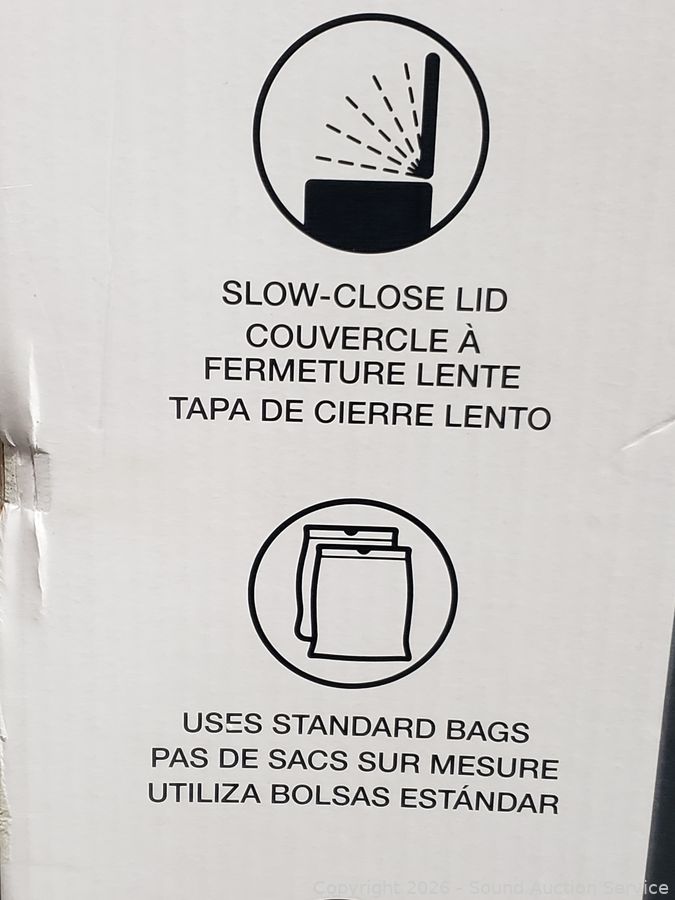 SLOW-CLOSE LID
COUVERCLE À
FERMETURE LENTE
TAPA DE CIERRE LENTO
USES STANDARD BAGS
PAS DE SACS SUR MESURE
UTILIZA BOLSAS ESTÁNDAR
Copyright 2026 - Sound Auction Service